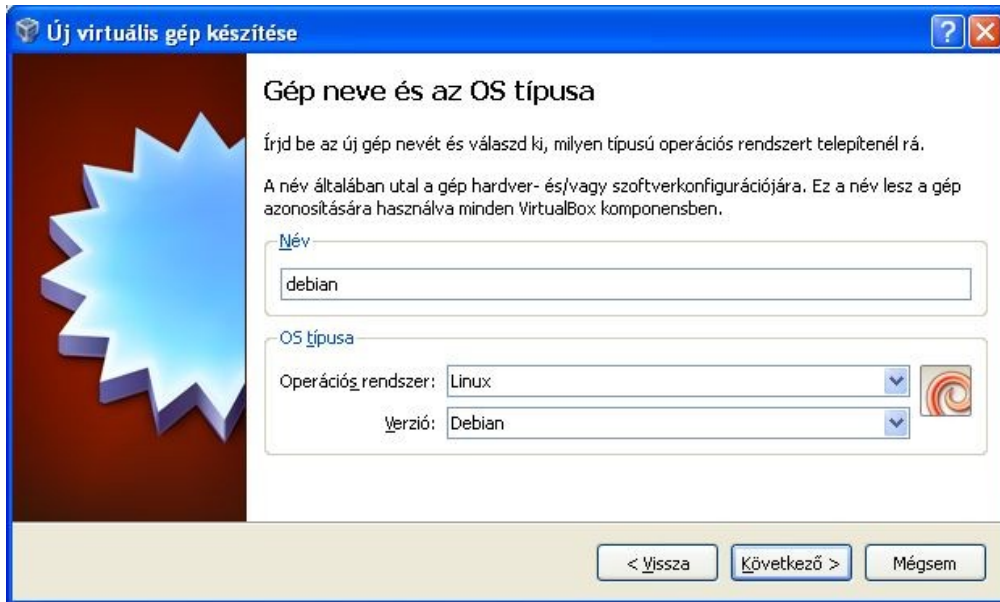 Új virtuális gép készítése
Gép neve és az OS típusa
Írjd be az új gép nevét és válaszd ki, milyen típusú operációs rendszert telepítenél rá.
A név általában utal a gép hardver- és/vagy szoftverkonfigurációjára. Ez a név lesz a gép
azonosítására használva minden VirtualBox komponensben.
Név
debian
OS típusa
Operációs rendszer: Linux
Verzió: Debian
< Vissza Következő > Mégsem